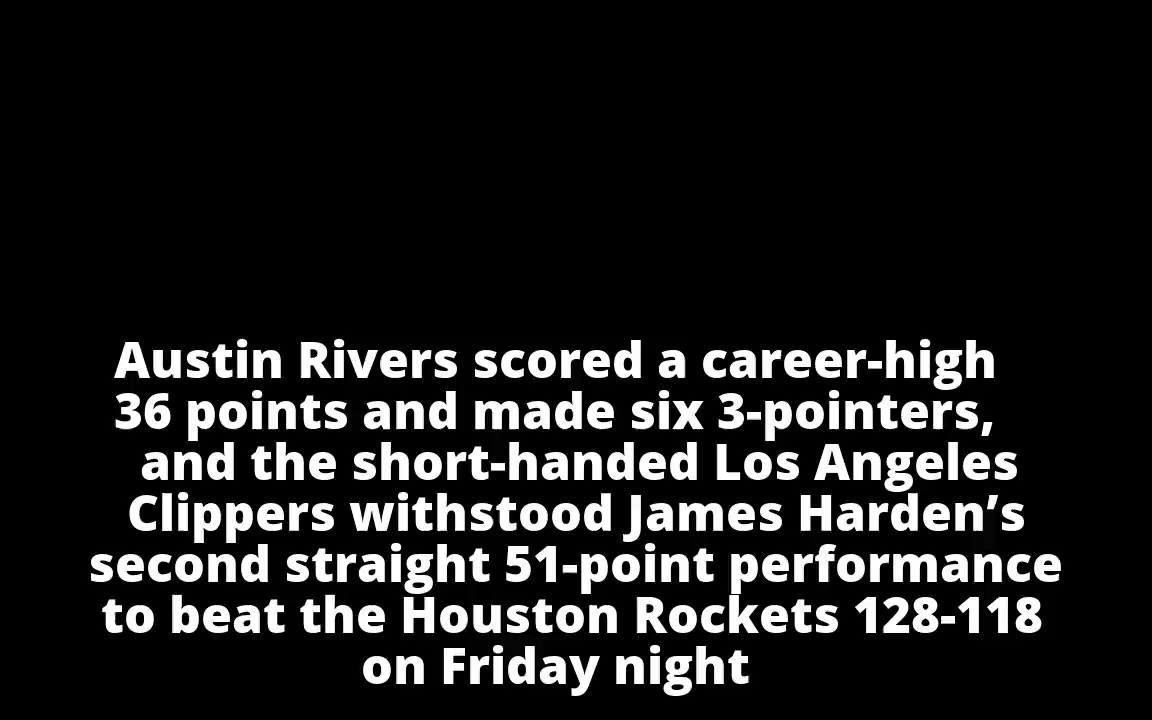 Austin Rivers scored a career-high
36 points and made six 3-pointers,
and the short-handed Los Angeles
Clippers withstood James Harden’s
second straight 51-point performance
to beat the Houston Rockets 128-118
on Friday night